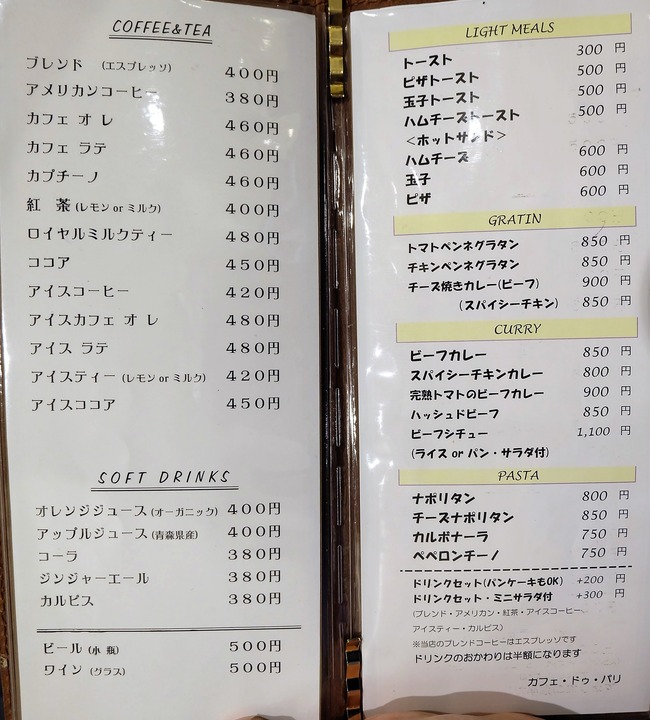 COFFEE&TEA
ブレンド (エスプレッソ) 400円
アメリカンコーヒー 380円
カフェ オ レ 460円
カフェ ラテ 460円
カプチーノ 460円
紅 茶 (レモン or ミルク) 400円
ロイヤルミルクティー 480円
ココア 450円
アイスコーヒー 420円
アイスカフェ オ レ 480円
アイス ラテ 480円
アイスティー (レモン or ミルク) 420円
アイスココア 450円
SOFT DRINKS
オレンジジュース (オーガニック) 400円
アップルジュース (青森県産) 400円
コーラ 380円
ジンジャーエール 380円
カルピス 380円
ビール (小 瓶) 500円
ワイン (グラス) 500円
LIGHT MEALS
トースト 300 円
ピザトースト 500 円
玉子トースト 500 円
ハムチーズトースト 500 円
<ホットサンド>
ハムチーズ 600 円
玉子 600 円
ピザ 600 円
GRATIN
トマトペンネグラタン 850 円
チキンペンネグラタン 850 円
チーズ焼きカレー(ビーフ) 900 円
(スパイシーチキン) 850 円
CURRY
ビーフカレー 850 円
スパイシーチキンカレー 800 円
完熟トマトのビーフカレー 900 円
ハッシュドビーフ 850 円
ビーフシチュー 1,100 円
(ライス or パン・サラダ付)
PASTA
ナポリタン 800 円
チーズナポリタン 850 円
カルボナーラ 750 円
ペペロンチーノ 750 円
ドリンクセット(パンケーキもOK) +200 円
ドリンクセット・ミニサラダ付 +300 円
(ブレンド・アメリカン・紅茶・アイスコーヒー
アイスティー・カルピス)
※当店のブレンドコーヒーはエスプレッソです
ドリンクのおかわりは半額になります
カフェ・ドゥ・パリ